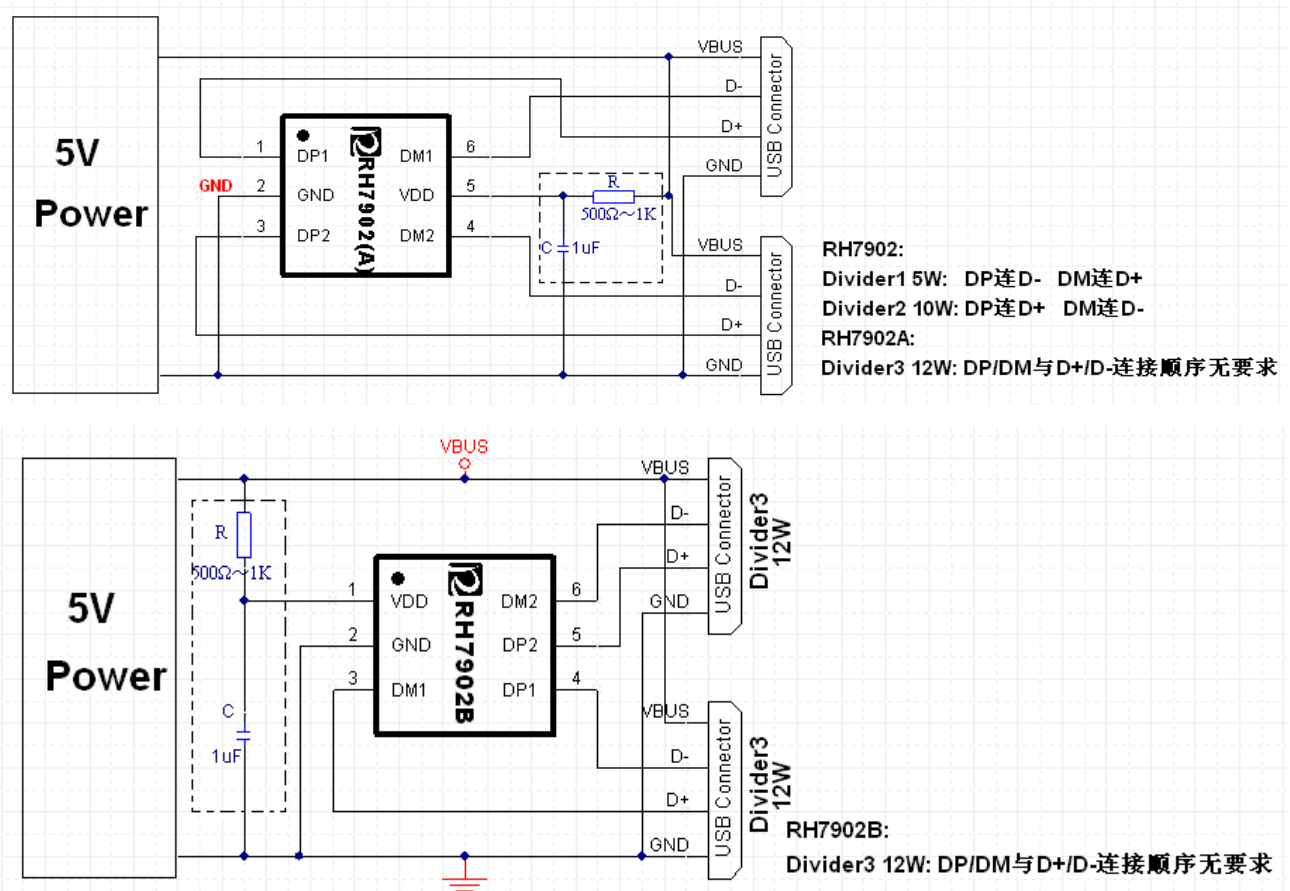 VBUS
D-
D+
GND
USB Connector
5V
Power
1
DP1
DM1
6
GND
2
GND
VDD
5
3
DP2
DM2
4
RH7902(A)
R
500Ω~1K
C
1uF
VBUS
D-
D+
GND
USB Connector
RH7902:
Divider1 5W: DP连D- DM连D+
Divider2 10W: DP连D+ DM连D-
RH7902A:
Divider3 12W: DP/DM与D+/D-连接顺序无要求
VBUS
VBUS
D-
D+
GND
USB Connector
Divider3
12W
R
500Ω~1K
5V
Power
1
VDD
DM2
6
2
GND
DP2
5
3
DM1
DP1
4
RH7902B
C
1uF
VBUS
D-
D+
GND
USB Connector
Divider3
12W
RH7902B:
Divider3 12W: DP/DM与D+/D-连接顺序无要求